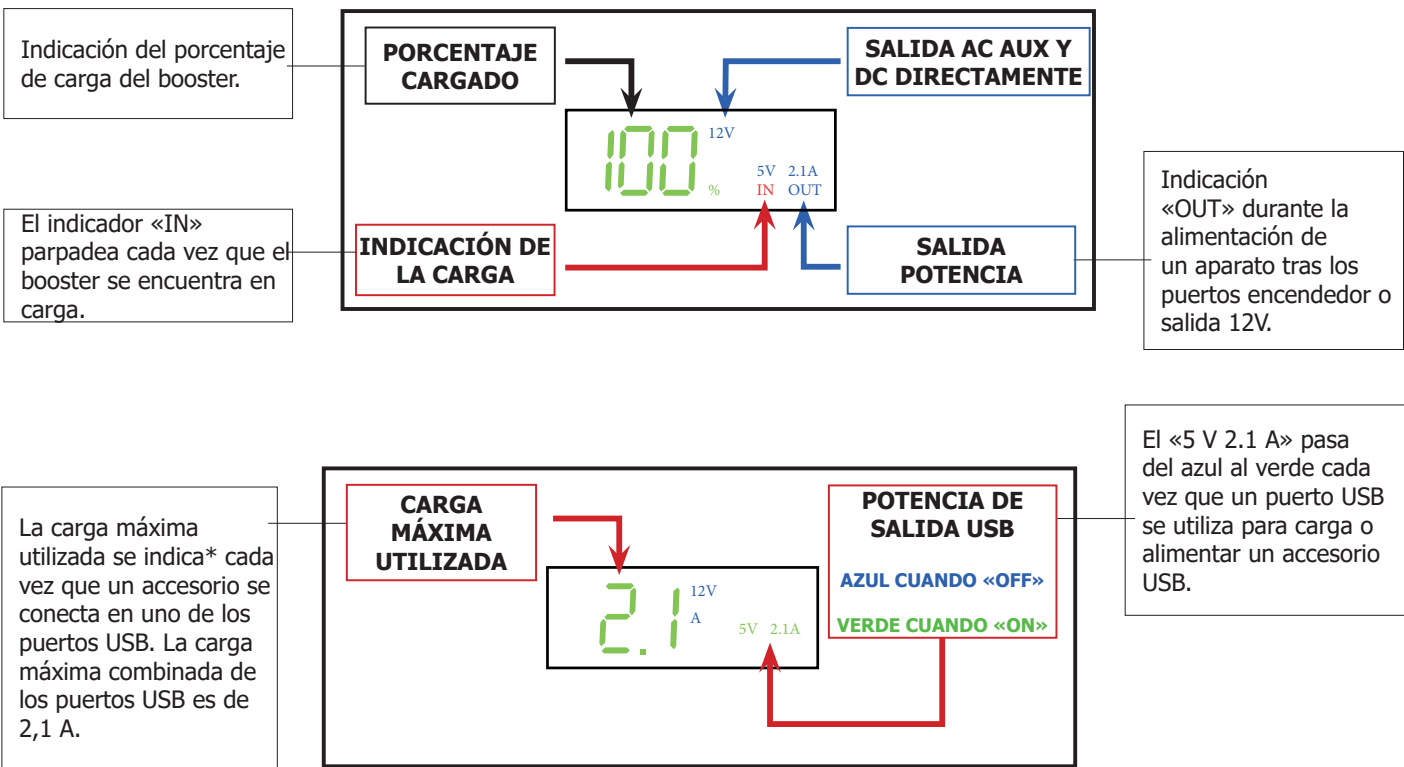 Indicación del porcentaje
de carga del booster.
PORCENTAJE
CARGADO
SALIDA AC AUX Y
DC DIRECTAMENTE
100
%
12V
5V 2.1A
IN OUT
El indicador «IN»
parpadea cada vez que el
booster se encuentra en
carga.
INDICACIÓN DE
LA CARGA
SALIDA
POTENCIA
Indicación
«OUT» durante la
alimentación de
un aparato tras los
puertos encendedor o
salida 12V.
La carga máxima
utilizada se indica* cada
vez que un accesorio se
conecta en uno de los
puertos USB. La carga
máxima combinada de
los puertos USB es de
2,1 A.
CARGA
MÁXIMA
UTILIZADA
2.1
12V
A
5V 2.1A
POTENCIA DE
SALIDA USB
AZUL CUANDO «OFF»
VERDE CUANDO «ON»
El «5 V 2.1 A» pasa
del azul al verde cada
vez que un puerto USB
se utiliza para carga o
alimentar un accesorio
USB.